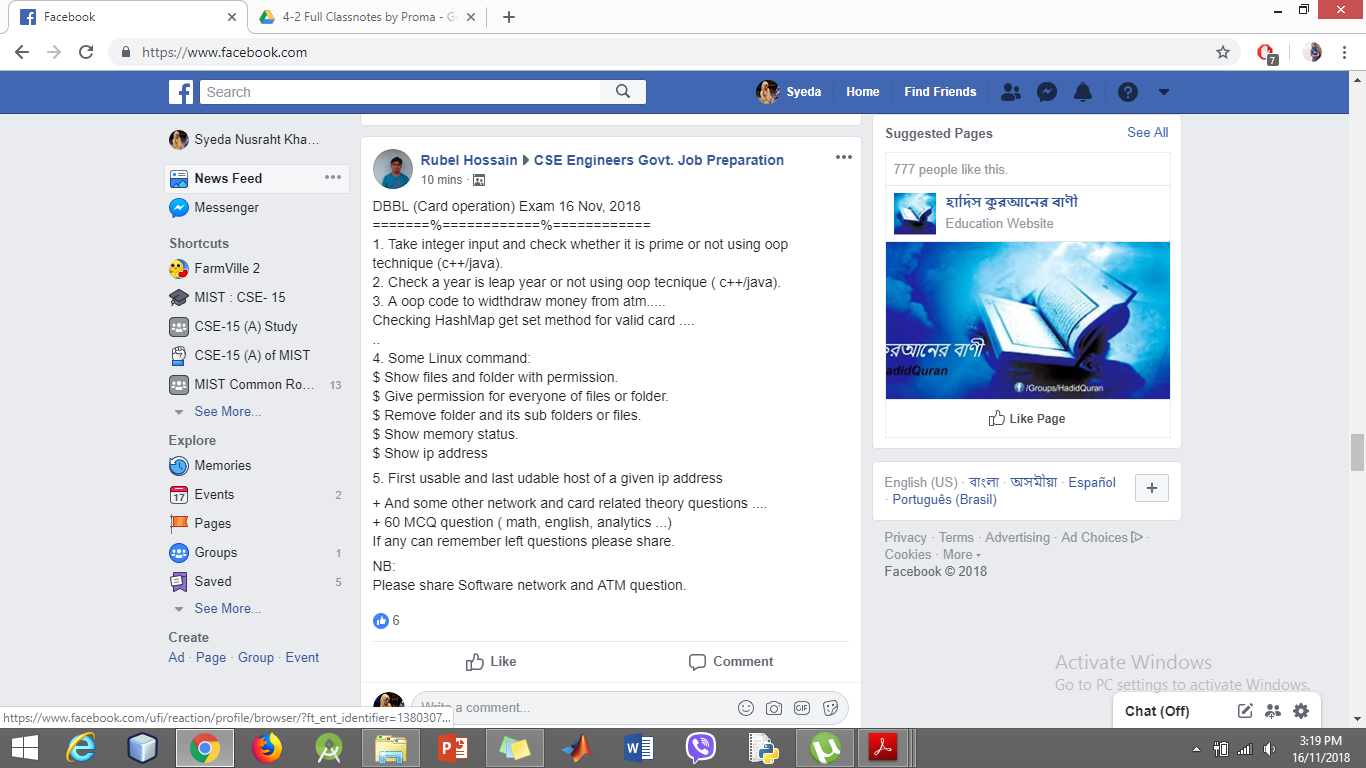 Facebook
4-2 Full Classnotes by Proma - Go
https://www.facebook.com
7
Search
Syeda
Home
Find Friends
Syeda Nusraht Kha...
News Feed
Messenger
Shortcuts
FarmVille 2
MIST : CSE- 15
CSE-15 (A) Study
CSE-15 (A) of MIST
MIST Common Ro... 13
See More...
Explore
Memories
17 Events 2
Pages
Groups 1
Saved 5
See More...
Create
Ad · Page · Group · Event
Rubel Hossain CSE Engineers Govt. Job Preparation
10 mins ·
DBBL (Card operation) Exam 16 Nov, 2018
=======%============%============
1. Take integer input and check whether it is prime or not using oop
technique (c++/java).
2. Check a year is leap year or not using oop tecnique ( c++/java).
3. A oop code to widthdraw money from atm.....
Checking HashMap get set method for valid card ....
..
4. Some Linux command:
$ Show files and folder with permission.
$ Give permission for everyone of files or folder.
$ Remove folder and its sub folders or files.
$ Show memory status.
$ Show ip address
5. First usable and last udable host of a given ip address
+ And some other network and card related theory questions ....
+ 60 MCQ question ( math, english, analytics ...)
If any can remember left questions please share.
NB:
Please share Software network and ATM question.
6
Like
Comment
Write a comment...
GIF
Suggested Pages
See All
777 people like this.
হাদিস কুরআনের বাণী
Education Website
কুরআনের বাণী
HadidQuran
/Groups/HadidQuran
Like Page
English (US) · বাংলা · অসমীয়া · Español
· Português (Brasil)
Privacy · Terms · Advertising · Ad Choices ·
Cookies · More
Facebook © 2018
Activate Windows
Go to PC settings to activate Windows.
Chat (Off)
https://www.facebook.com/ufi/reaction/profile/browser/?ft_ent_identifier=1380307...
3:19 PM
16/11/2018